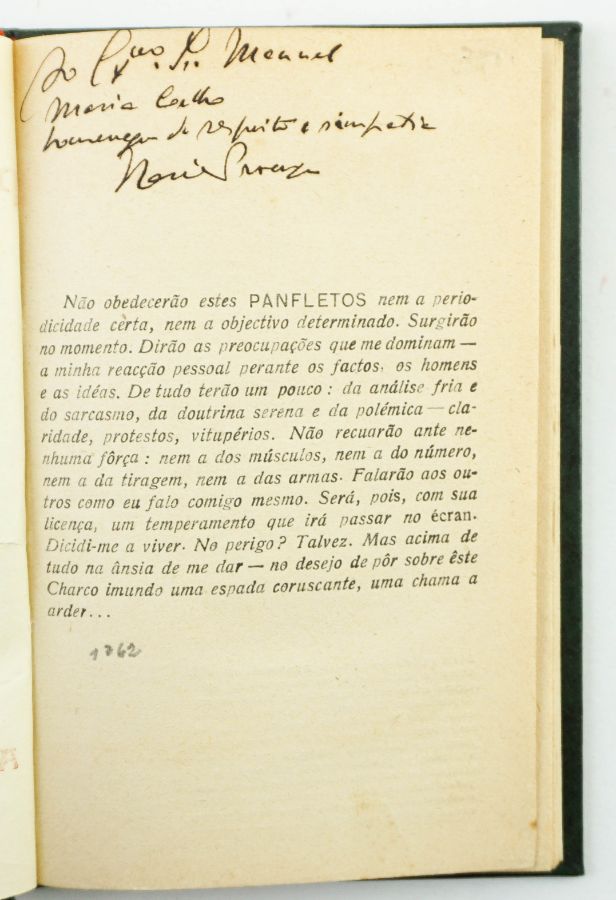 Ao Exmo. Sr. Manuel
Maria Coelho
homenagem de respeito e simpatia
Não obedecerão estes PANFLETOS nem a perio-
dicidade cèrta, nem a objectivo determinado. Surgirão
no momento. Dirão as preocupações que me dominam —
a minha reacção pessoal perante os factos, os homens
e as idéas. De tudo terão um pouco : da análise fria e
do sarcasmo, da doutrina serena e da polémica — cla-
ridade, protestos, vitupérios. Não recuarão ante ne-
nhuma fôrça : nem a dos músculos, nem a do número,
nem a da tiragem, nem a das armas. Falarão aos ou-
tros como eu falo comigo mesmo. Será, pois, com sua
licença, um temperamento que irá passar no écran.
Dicidi-me a viver. No perigo? Talvez. Mas acima de
tudo na ânsia de me dar — no desejo de pôr sobre êste
Charco imundo uma espada coruscante, uma chama a
arder...
1762